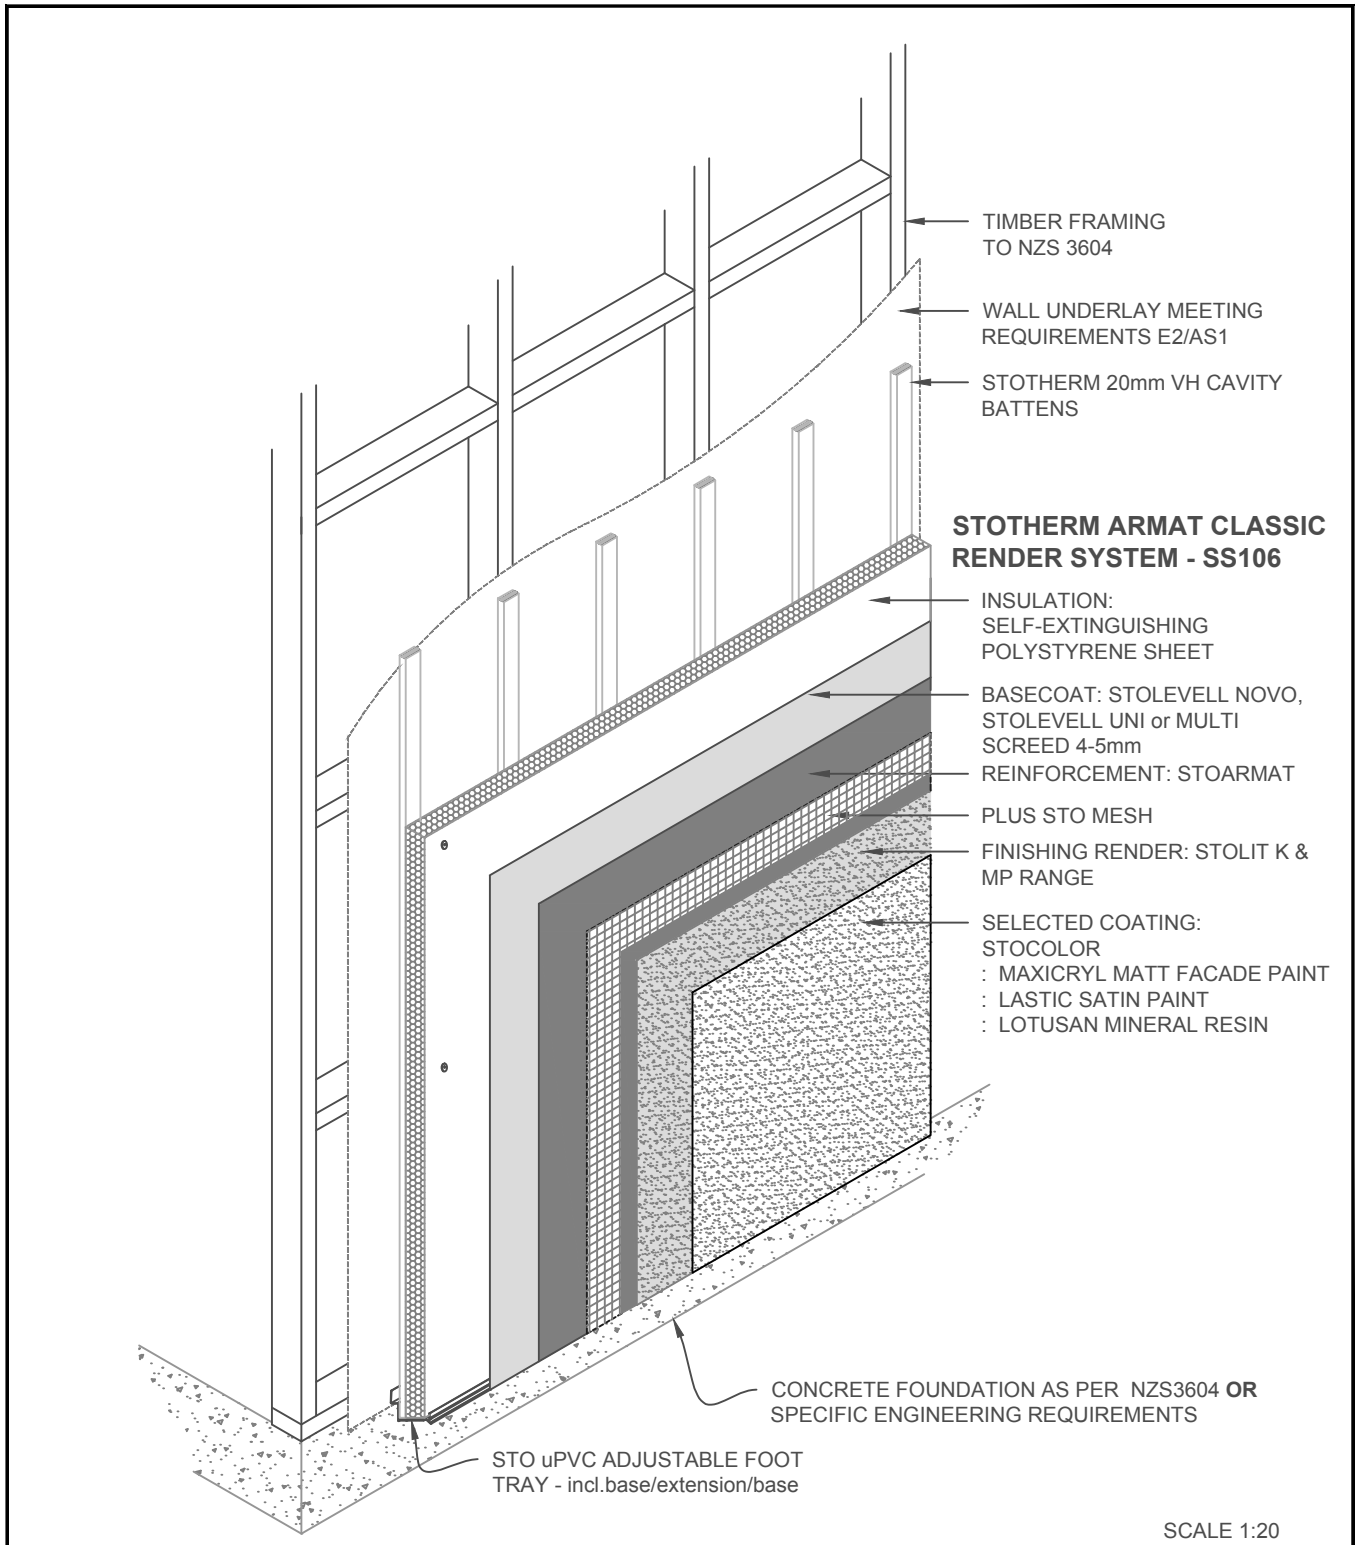 TIMBER FRAMING
TO NZS 3604
WALL UNDERLAY MEETING
REQUIREMENTS E2/AS1
STOTHERM 20mm VH CAVITY
BATTENS
STOTHERM ARMAT CLASSIC
RENDER SYSTEM - SS106
INSULATION:
SELF-EXTINGUISHING
POLYSTYRENE SHEET
BASECOAT: STOLEVELL NOVO,
STOLEVELL UNI or MULTI
SCREED 4-5mm
REINFORCEMENT: STOARMAT
PLUS STO MESH
FINISHING RENDER: STOLIT K &
MP RANGE
SELECTED COATING:
STOCOLOR
: MAXICRYL MATT FACADE PAINT
: LASTIC SATIN PAINT
: LOTUSAN MINERAL RESIN
CONCRETE FOUNDATION AS PER NZS3604 OR
SPECIFIC ENGINEERING REQUIREMENTS
STO uPVC ADJUSTABLE FOOT
TRAY - incl.base/extension/base
SCALE 1:20